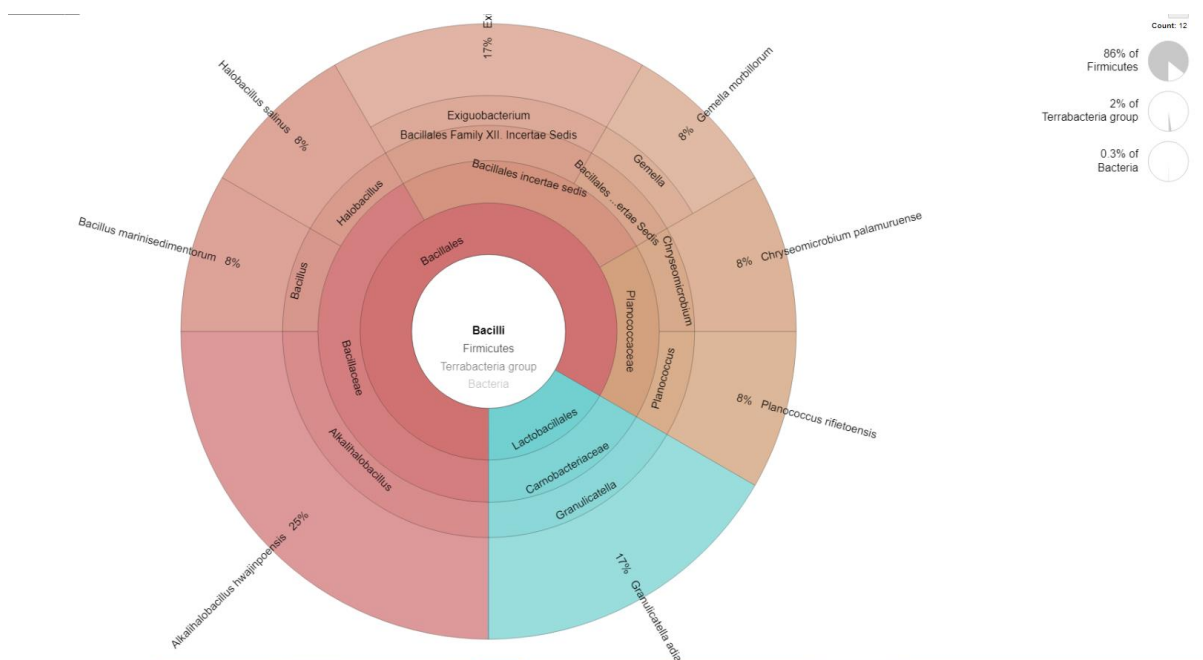 Count: 12
86% of
Firmicutes
2% of
Terrabacteria group
0.3% of
Bacteria
17% Exi
Halobacillus salinus 8%
8% Gemella morbillorum
Exiguobacterium
Bacillales Family XII. Incertae Sedis
Bacillales incertae sedis
Bacillales ...ertae Sedis
Gemella
Halobacillus
Bacillales
Bacillus marinisedimentorum 8%
Bacillus
8% Chryseomicrobium palamuruense
Chryseomicrobium
Planococcaceae
Bacilli
Firmicutes
Terrabacteria group
Bacteria
Bacillaceae
Planococcus
8% Planococcus rifietoensis
Lactobacillales
Carnobacteriaceae
Granulicatella
Alkalihalobacillus
Alkalihalobacillus hwajinpoensis 25%
17% Granulicatella adia